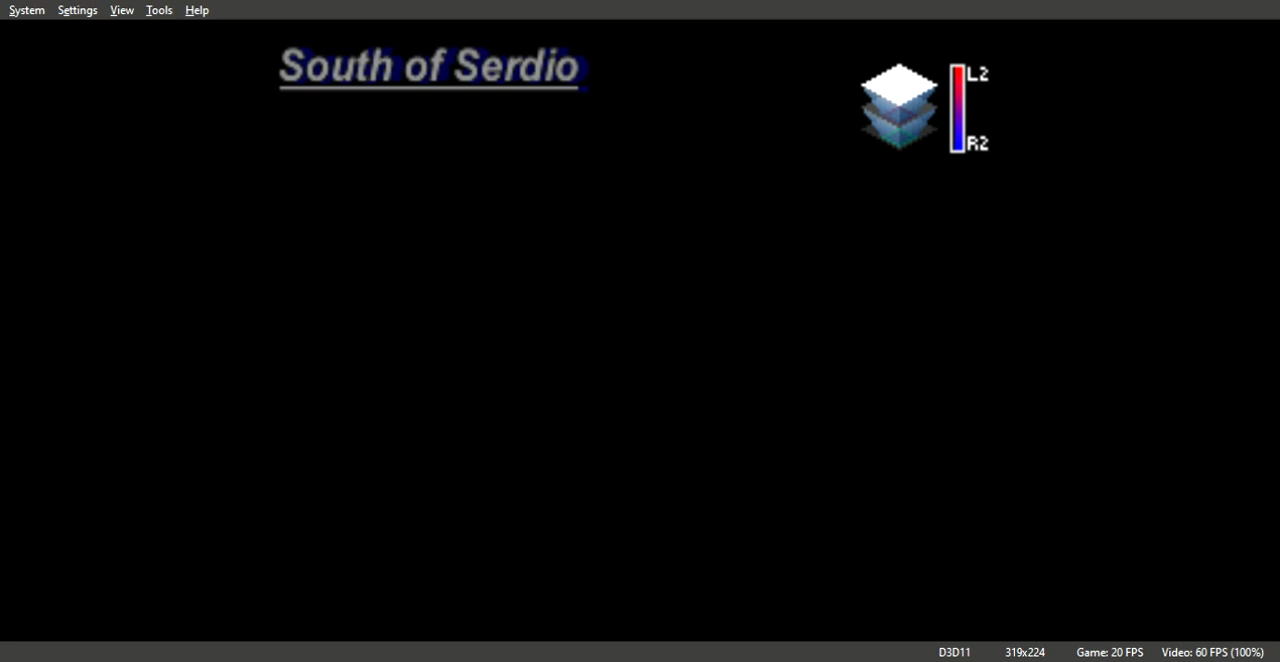 System Settings View Tools Help
South of Serdio
L2
R2
D3D11 319x224 Game: 20 FPS Video: 60 FPS (100%)